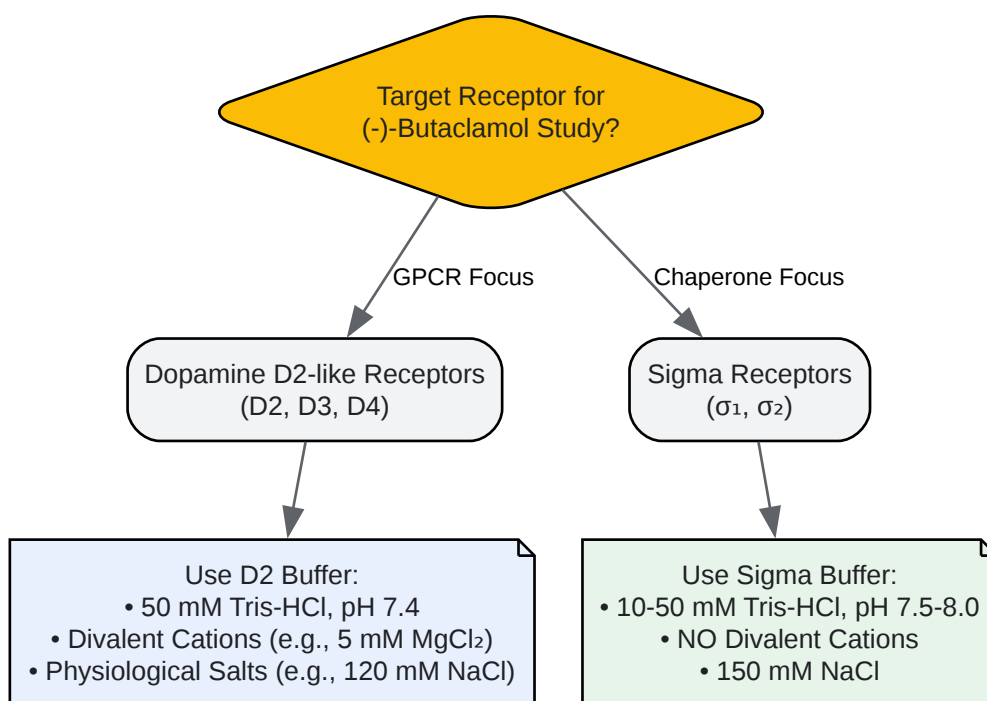 Target Receptor for
(-)-Butaclamol Study?
GPCR Focus
Chaperone Focus
Dopamine D2-like Receptors
(D2, D3, D4)
Sigma Receptors
(σ₁, σ₂)
Use D2 Buffer:
• 50 mM Tris-HCl, pH 7.4
• Divalent Cations (e.g., 5 mM MgCl₂)
• Physiological Salts (e.g., 120 mM NaCl)
Use Sigma Buffer:
• 10-50 mM Tris-HCl, pH 7.5-8.0
• NO Divalent Cations
• 150 mM NaCl